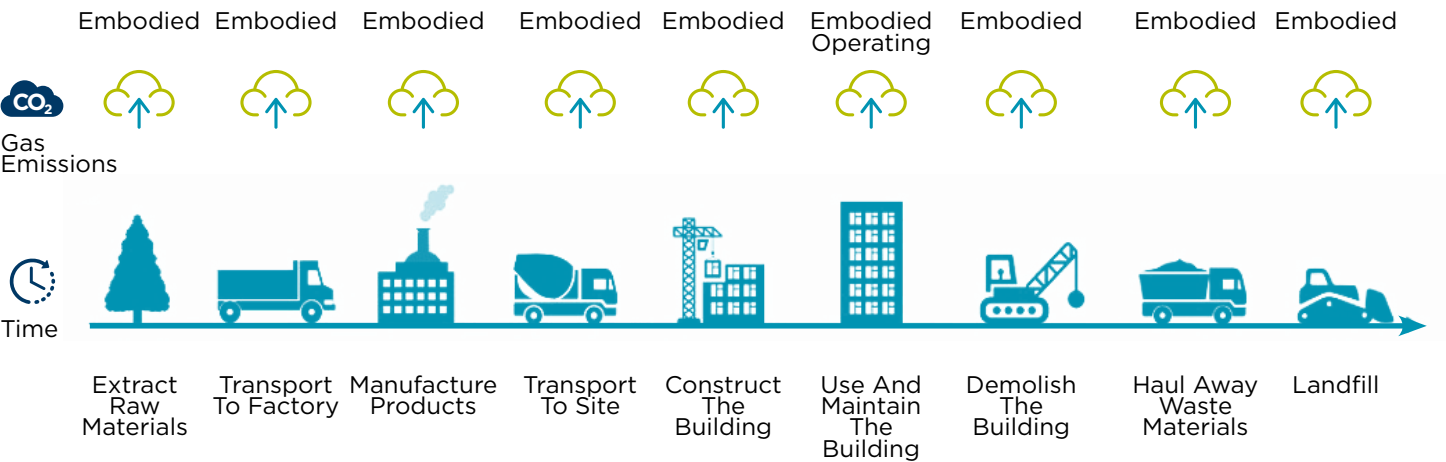 Embodied Embodied Embodied Embodied Embodied Embodied Embodied Embodied Embodied
Operating
CO₂
Gas
Emissions
Time
Extract
Raw
Materials
Transport
To Factory
Manufacture
Products
Transport
To Site
Construct
The
Building
Use And
Maintain
The
Building
Demolish
The
Building
Haul Away
Waste
Materials
Landfill